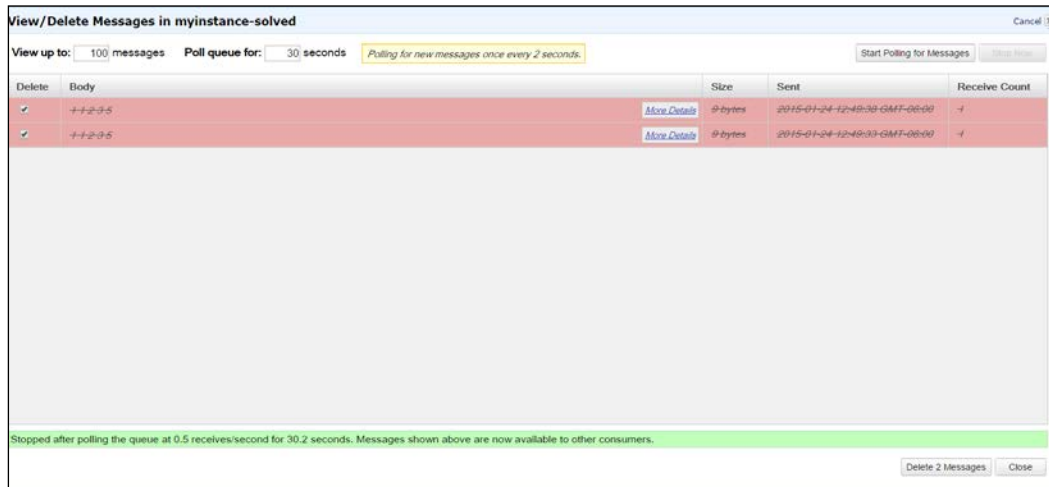 View/Delete Messages in myinstance-solved Cancel
View up to: 100 messages Poll queue for: 30 seconds Polling for new messages once every 2 seconds. Start Polling for Messages Stop Now
Delete Body Size Sent Receive Count
1 1 2 3 5 More Details 9 bytes 2015-01-24 12:49:38 GMT-06:00 1
1 1 2 3 5 More Details 9 bytes 2015-01-24 12:49:33 GMT-06:00 1
Stopped after polling the queue at 0.5 receives/second for 30.2 seconds. Messages shown above are now available to other consumers.
Delete 2 Messages Close